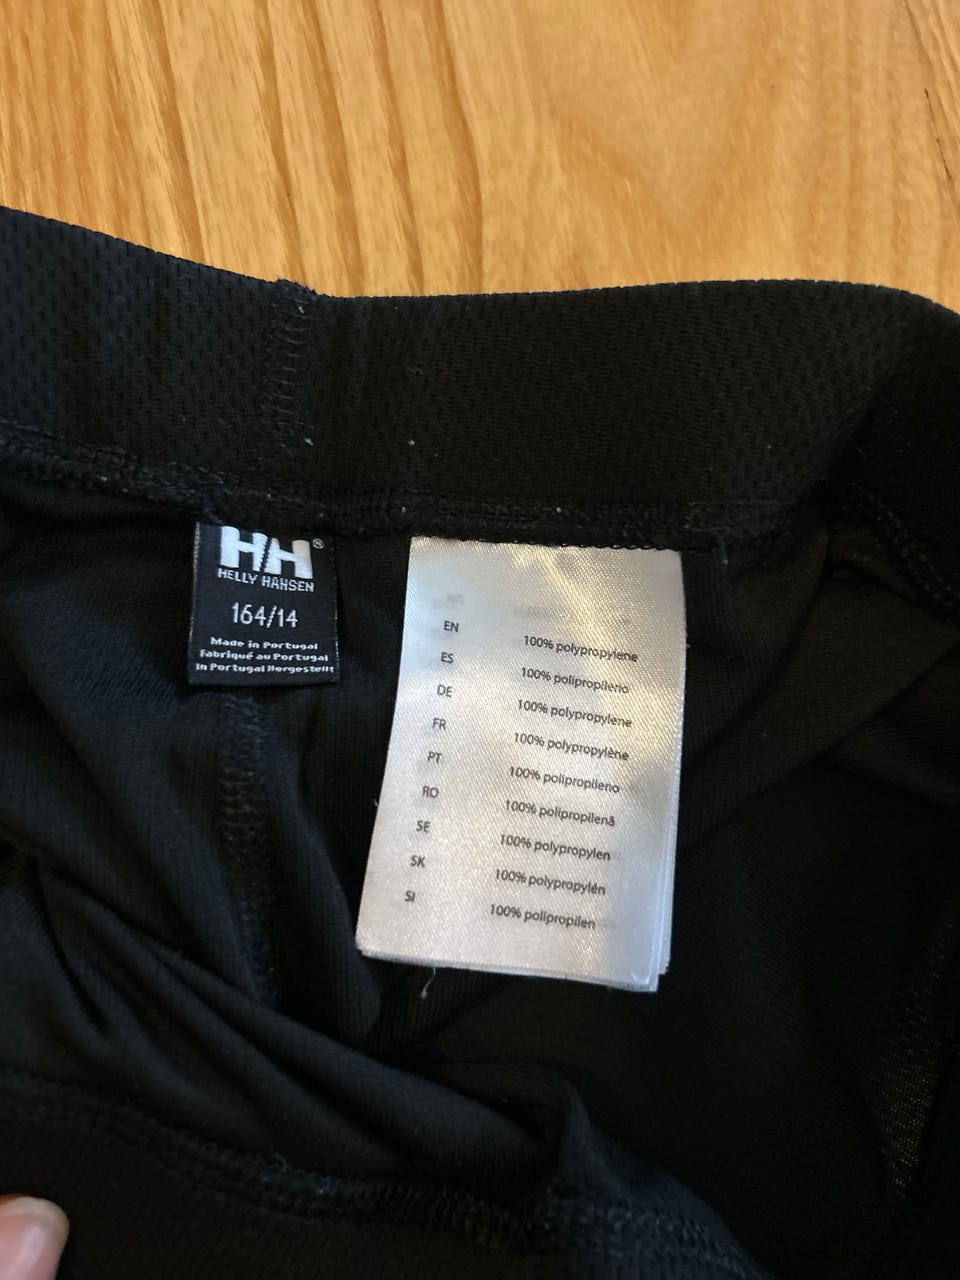 HH®
HELLY HANSEN
164/14
Made in Portugal
Fabriqué au Portugal
In Portugal Hergestellt
EN 100% polypropylene
ES 100% polipropileno
DE 100% polypropylene
FR 100% polypropylène
PT 100% polipropileno
RO 100% polipropilenă
SE 100% polypropylen
SK 100% polypropylén
SI 100% polipropilen